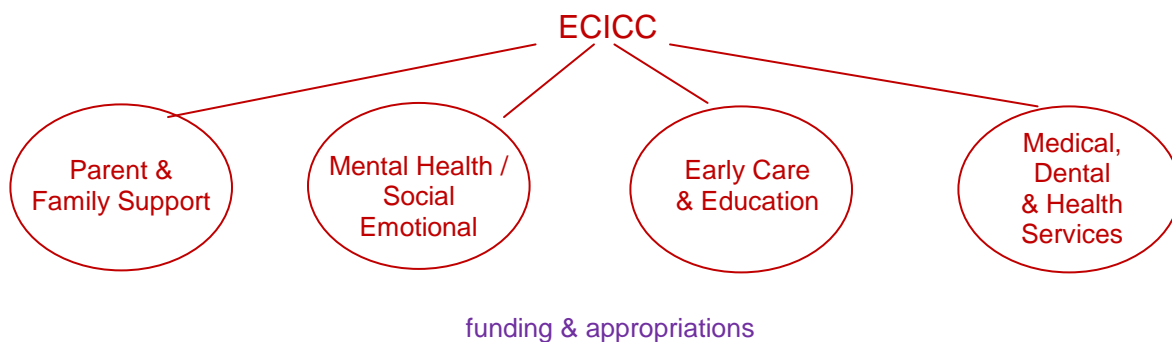 ECICC
Parent &
Family Support
Mental Health /
Social
Emotional
Early Care
& Education
Medical,
Dental
& Health
Services
funding & appropriations